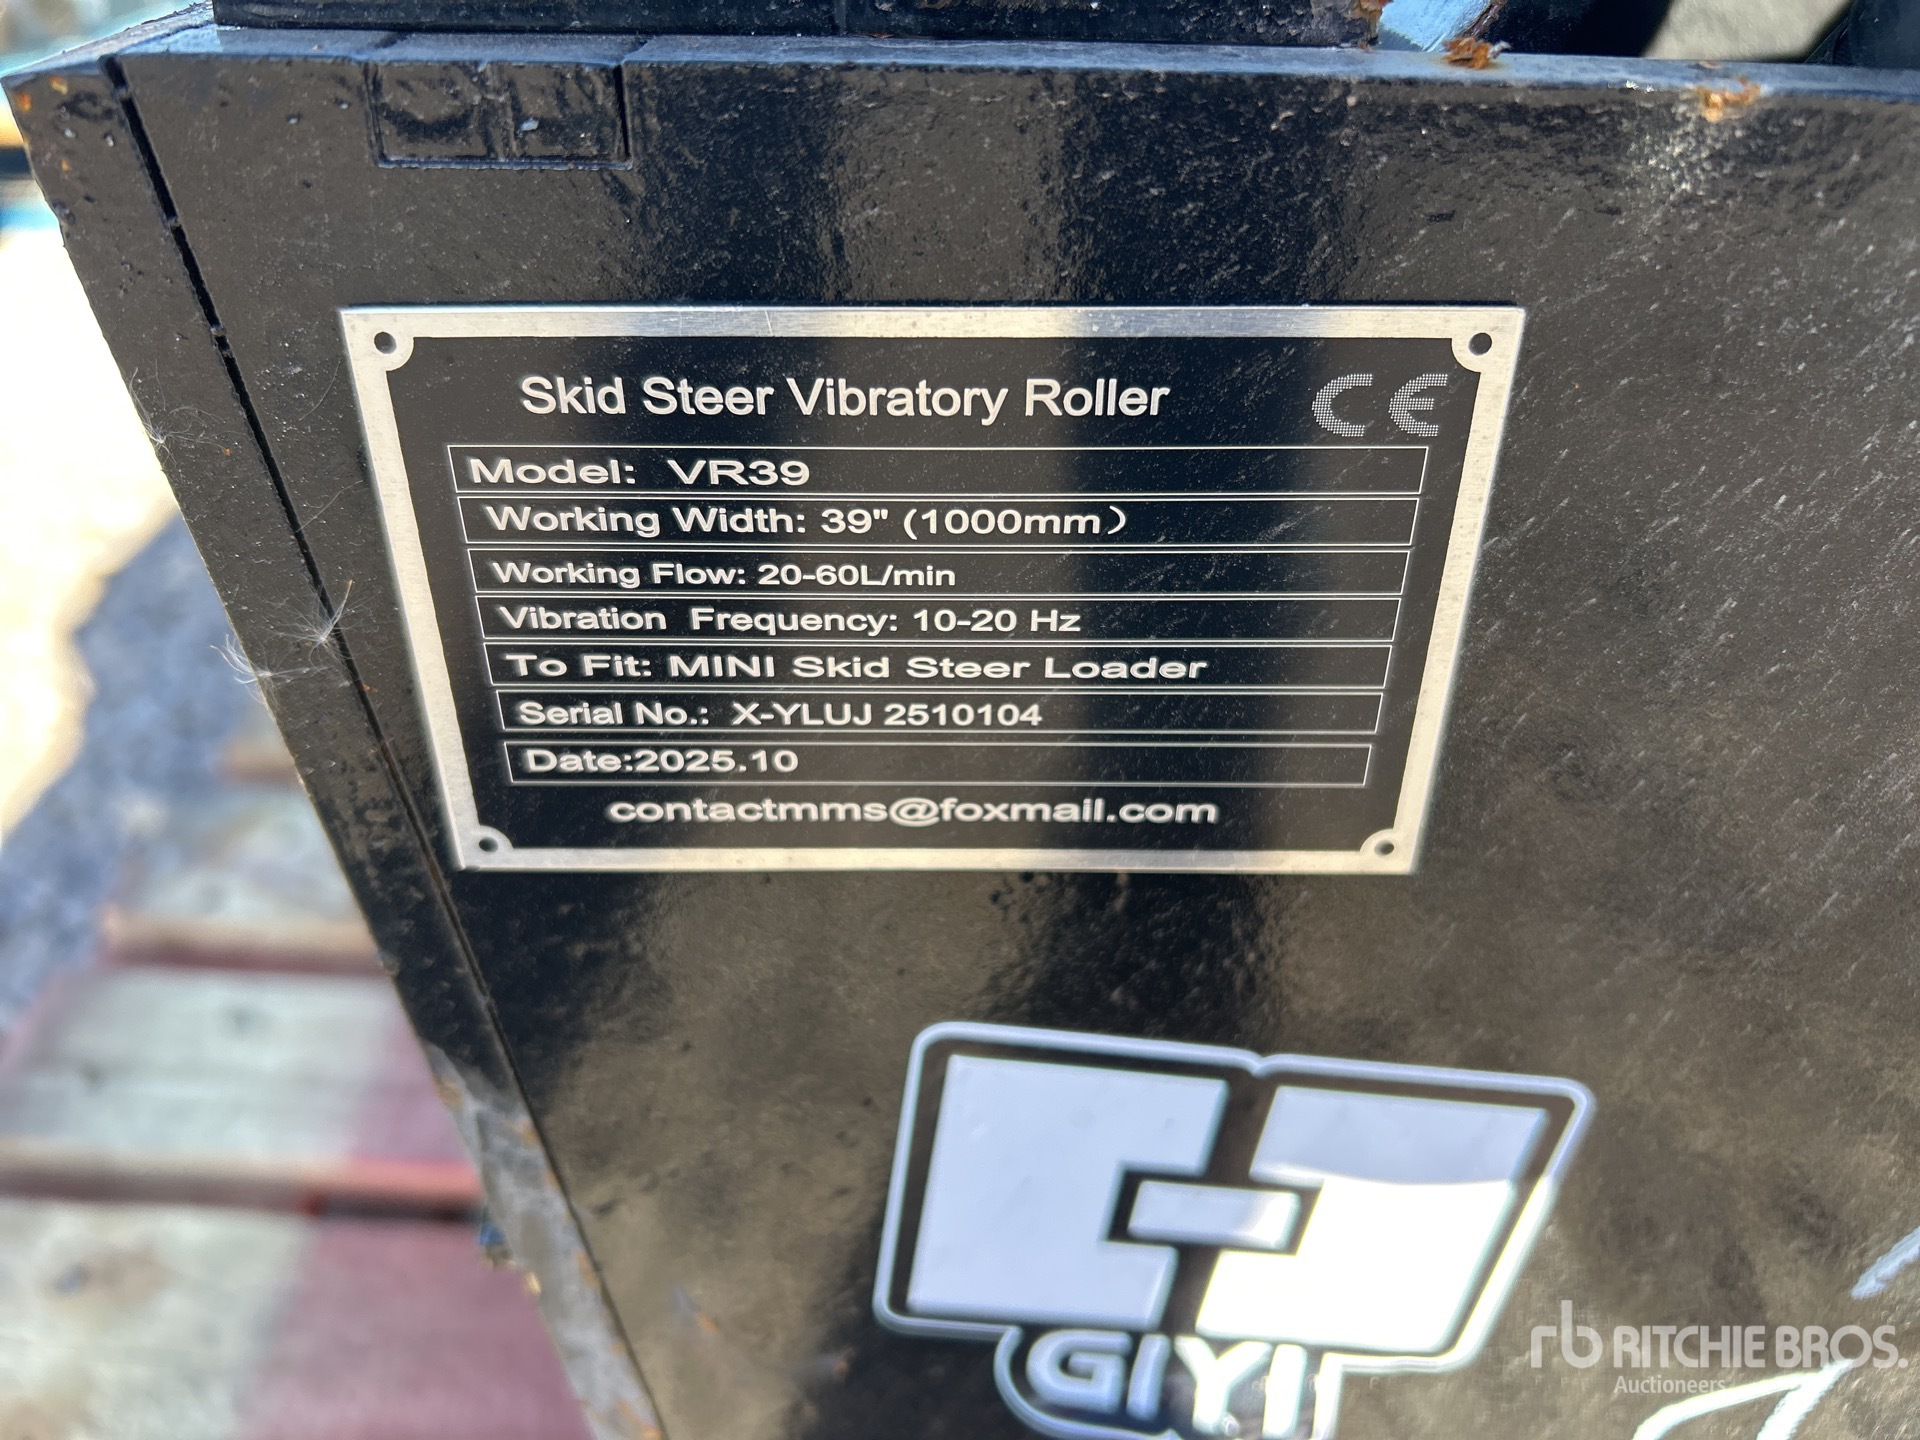 Skid Steer Vibratory Roller
CE
Model: VR39
Working Width: 39" (1000mm)
Working Flow: 20-60L/min
Vibration Frequency: 10-20 Hz
To Fit: MINI Skid Steer Loader
Serial No.: X-YLUJ 2510104
Date:2025.10
contactmms@foxmail.com
GIYI
rb RITCHIE BROS.
Auctioneers